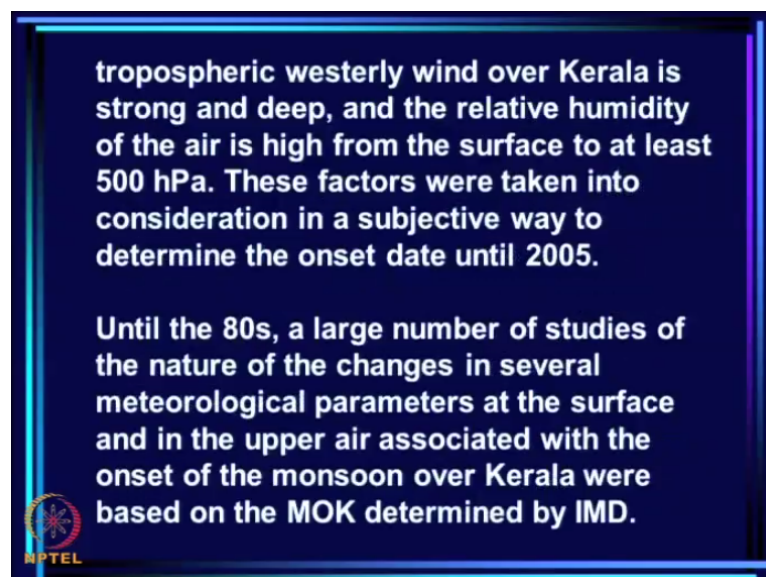 tropospheric westerly wind over Kerala is
strong and deep, and the relative humidity
of the air is high from the surface to at least
500 hPa. These factors were taken into
consideration in a subjective way to
determine the onset date until 2005.
Until the 80s, a large number of studies of
the nature of the changes in several
meteorological parameters at the surface
and in the upper air associated with the
onset of the monsoon over Kerala were
based on the MOK determined by IMD.
NPTEL